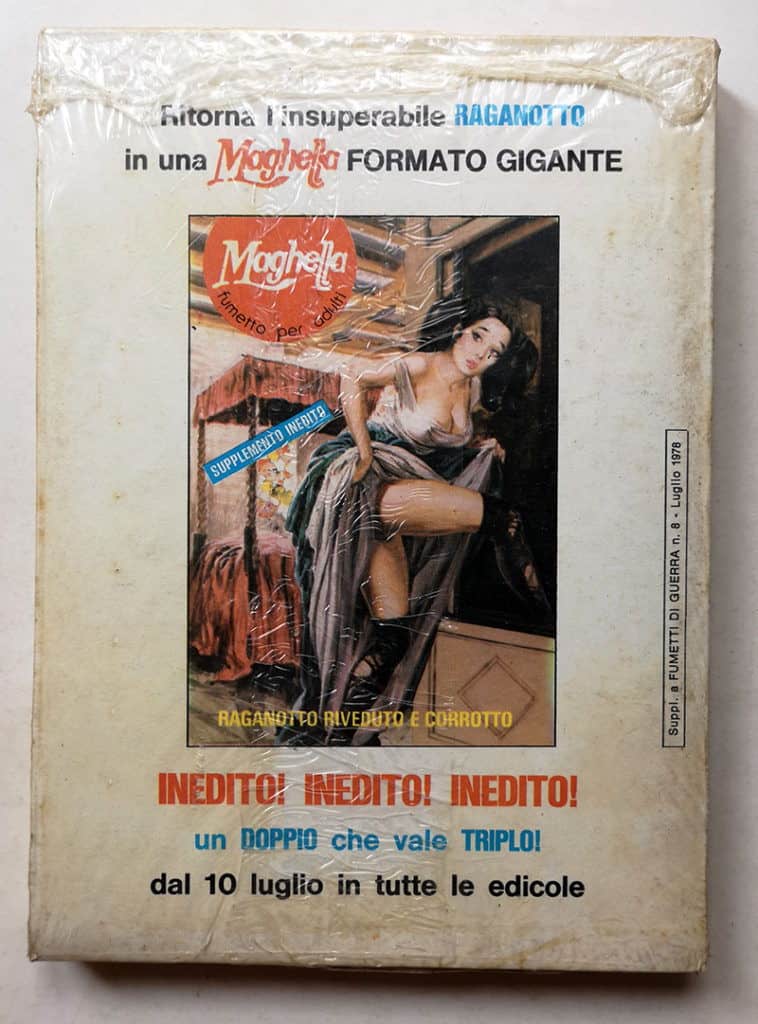 Ritorna l'insuperabile RAGANOTTO
in una Maghella FORMATO GIGANTE
Maghella
fumetto per adulti
SUPPLEMENTO INEDITO
RAGANOTTO RIVEDUTO E CORROTTO
Suppl. a FUMETTI DI GUERRA n. 8 - Luglio 1978
INEDITO! INEDITO! INEDITO!
un DOPPIO che vale TRIPLO!
dal 10 luglio in tutte le edicole